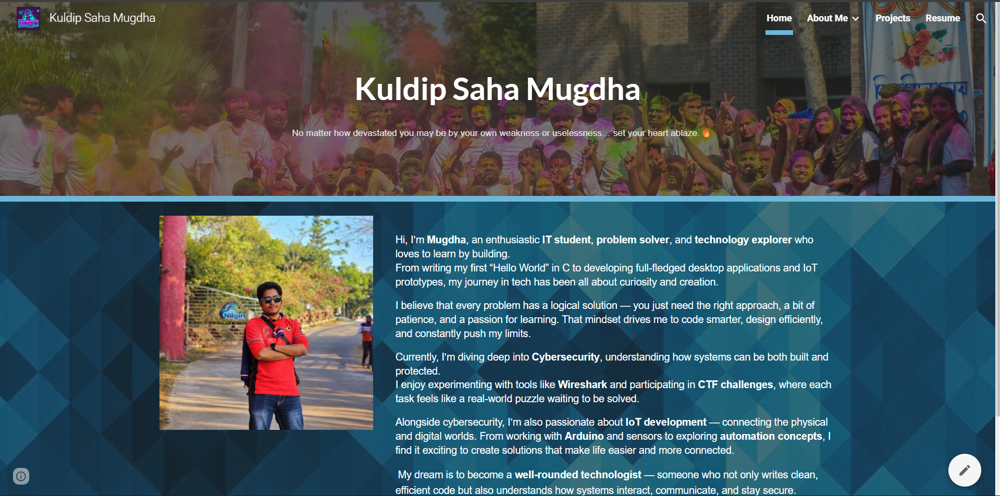 Kuldip Saha Mugdha
Home
About Me
Projects
Resume
Kuldip Saha Mugdha
No matter how devastated you may be by your own weakness or uselessness… set your heart ablaze.🔥
Nilgiri
Hi, I’m Mugdha, an enthusiastic IT student, problem solver, and technology explorer who
loves to learn by building.
From writing my first “Hello World” in C to developing full-fledged desktop applications and IoT
prototypes, my journey in tech has been all about curiosity and creation.
I believe that every problem has a logical solution — you just need the right approach, a bit of
patience, and a passion for learning. That mindset drives me to code smarter, design efficiently,
and constantly push my limits.
Currently, I’m diving deep into Cybersecurity, understanding how systems can be both built and
protected.
I enjoy experimenting with tools like Wireshark and participating in CTF challenges, where each
task feels like a real-world puzzle waiting to be solved.
Alongside cybersecurity, I’m also passionate about IoT development — connecting the physical
and digital worlds. From working with Arduino and sensors to exploring automation concepts, I
find it exciting to create solutions that make life easier and more connected.
My dream is to become a well-rounded technologist — someone who not only writes clean,
efficient code but also understands how systems interact, communicate, and stay secure.